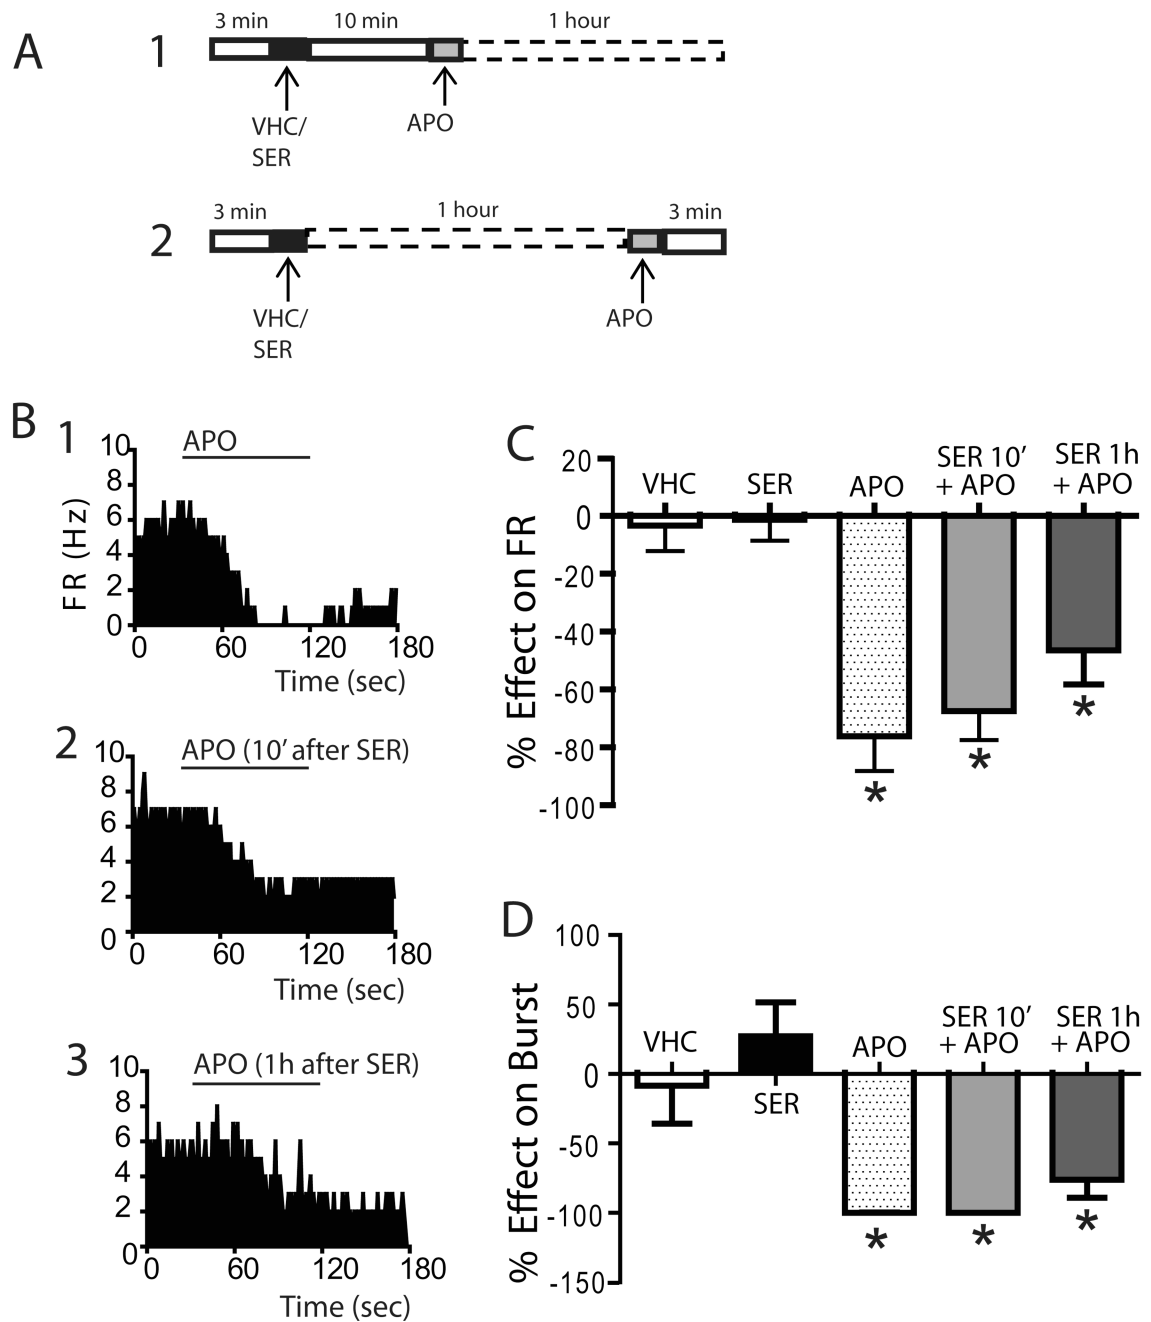 A
1
3 min
10 min
1 hour
VHC/
SER
APO
2
3 min
1 hour
3 min
VHC/
SER
APO
B
1
APO
10
8
6
4
2
0
FR (Hz)
0 60 120 180
Time (sec)
2
APO (10’ after SER)
10
8
6
4
2
0
0 60 120 180
Time (sec)
3
APO (1h after SER)
10
8
6
4
2
0
0 60 120 180
Time (sec)
C
% Effect on FR
20
0
-20
-40
-60
-80
-100
VHC
SER
APO
SER 10’
+ APO
SER 1h
+ APO
*
*
*
D
% Effect on Burst
100
50
0
-50
-100
-150
VHC
SER
APO
SER 10’
+ APO
SER 1h
+ APO
*
*
*